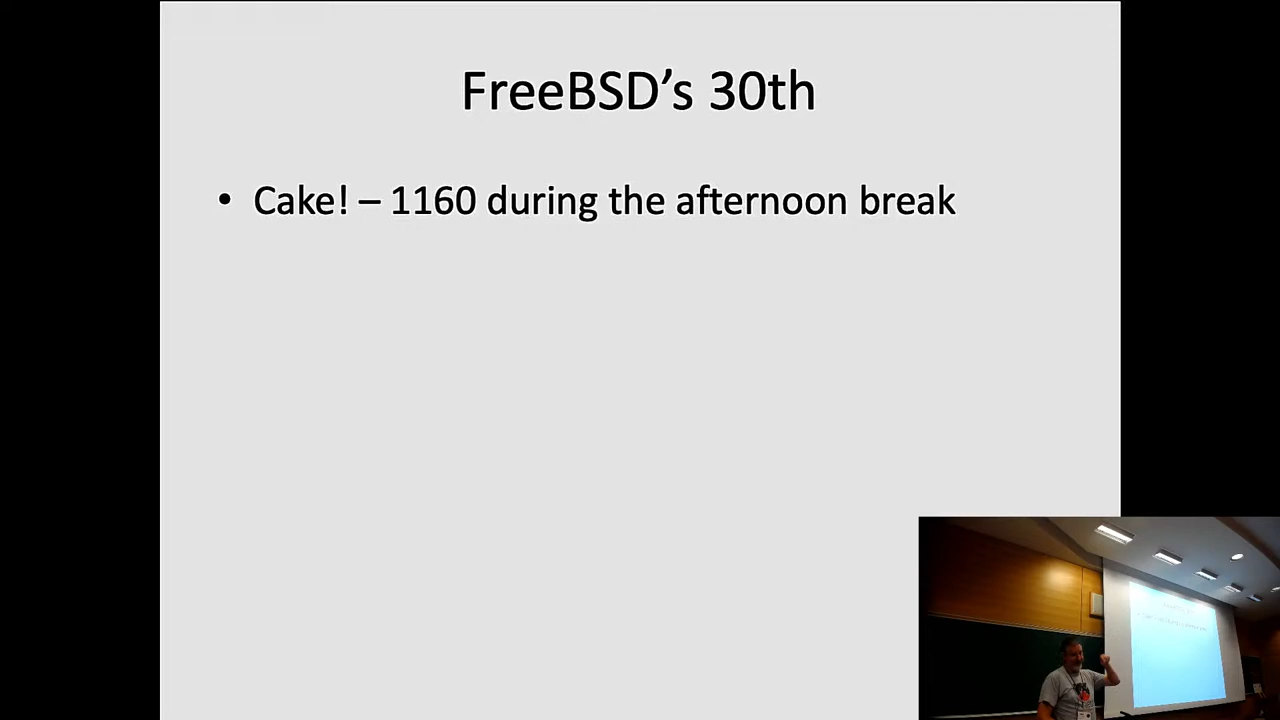 FreeBSD’s 30th
• Cake! – 1160 during the afternoon break